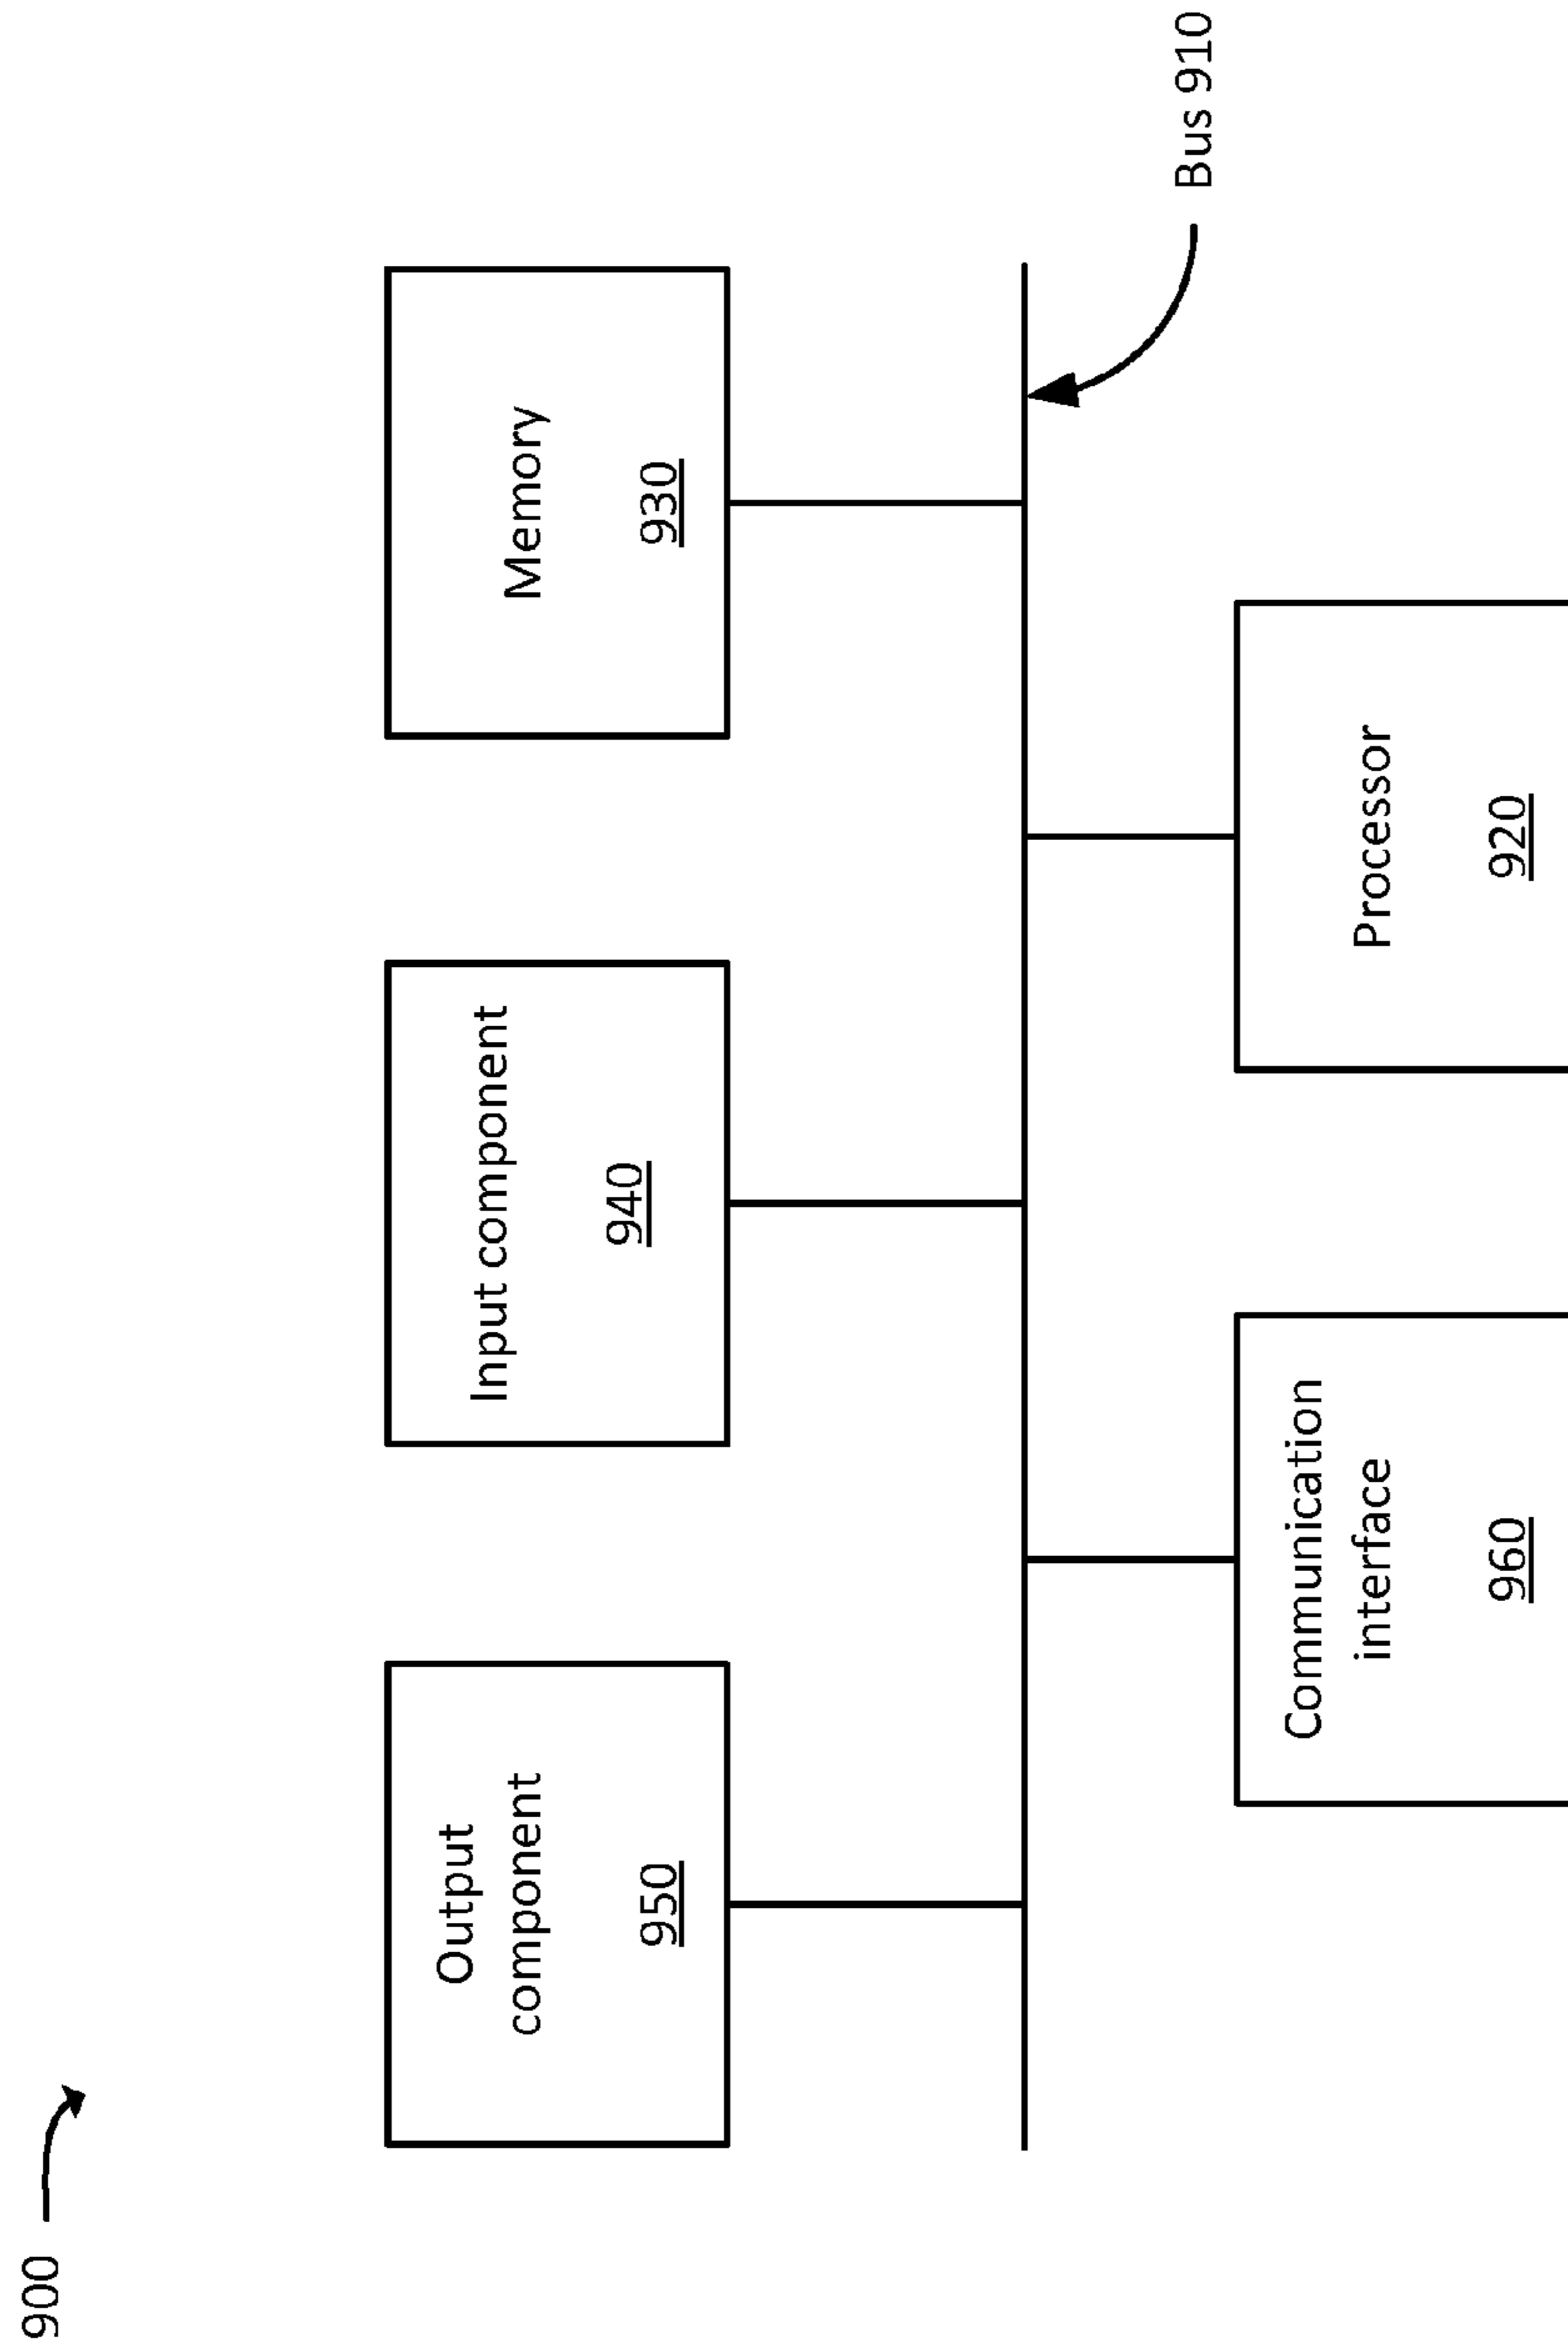 900
Output
component
950
Input component
940
Memory
930
Communication
interface
960
Processor
920
Bus 910